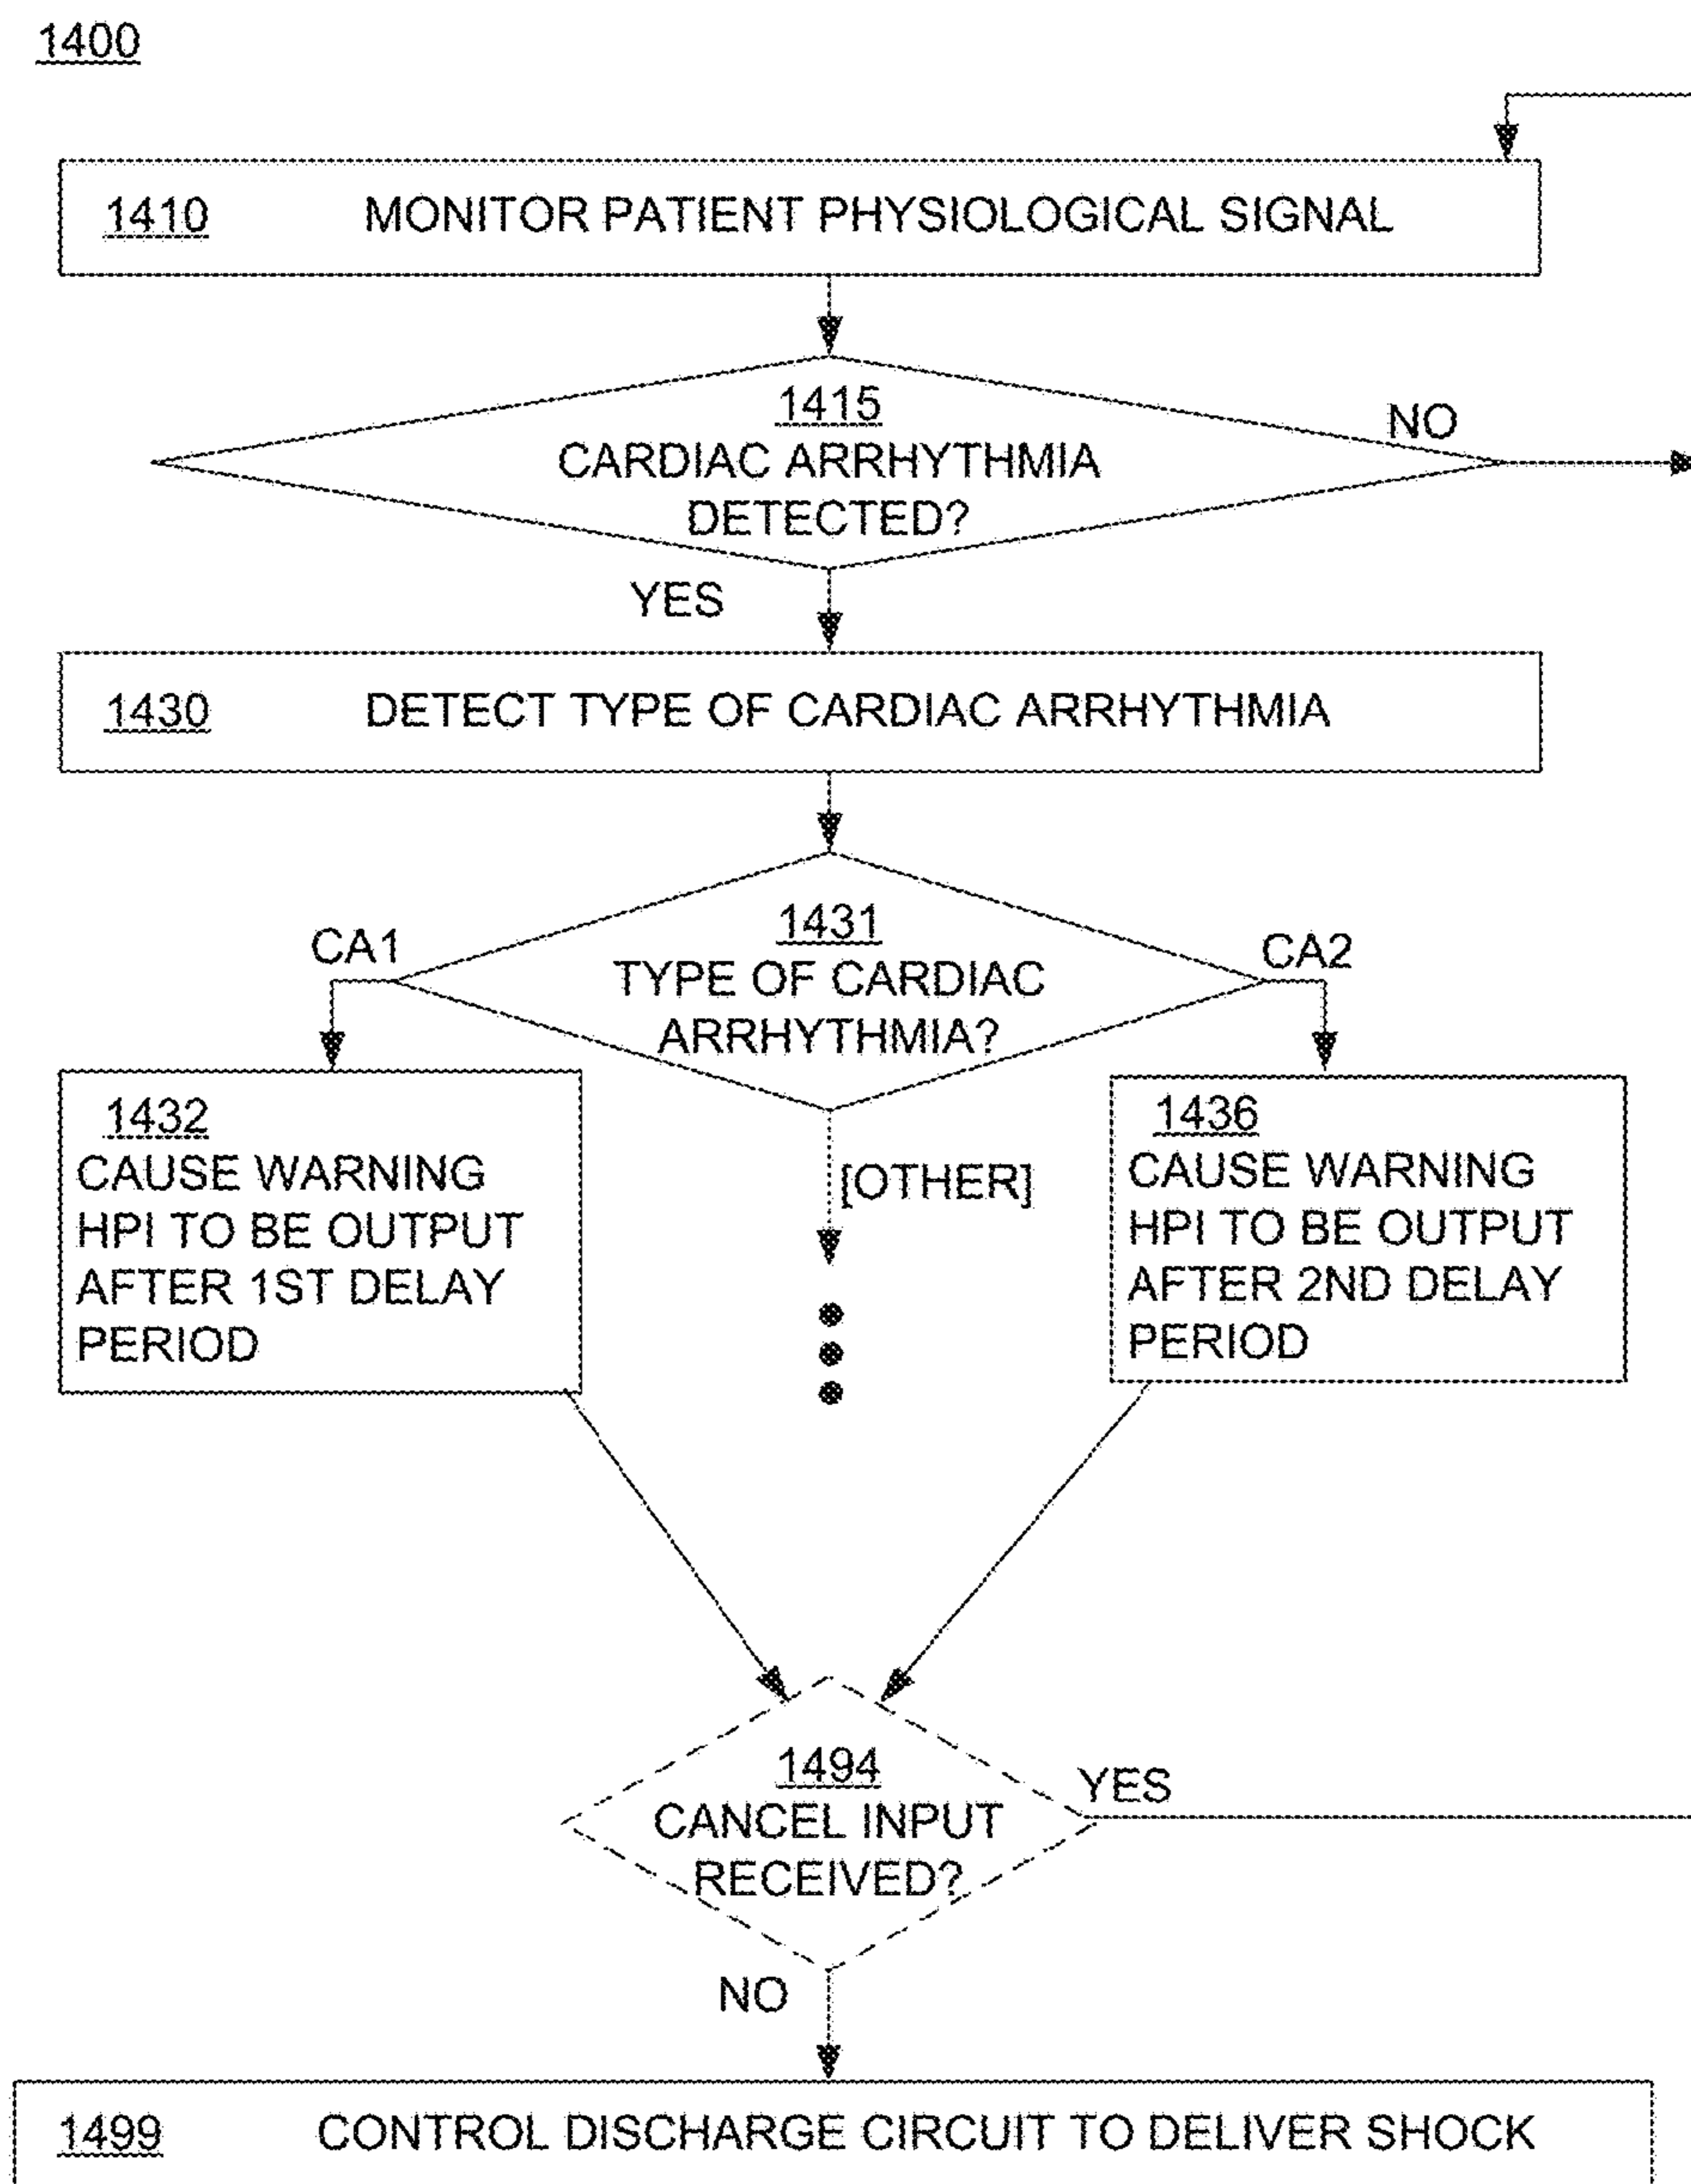 1400
1410 MONITOR PATIENT PHYSIOLOGICAL SIGNAL
1415
CARDIAC ARRHYTHMIA
DETECTED?
NO
YES
1430 DETECT TYPE OF CARDIAC ARRHYTHMIA
1431
TYPE OF CARDIAC
ARRHYTHMIA?
CA1
CA2
1432
CAUSE WARNING
HPI TO BE OUTPUT
AFTER 1ST DELAY
PERIOD
[OTHER]
1436
CAUSE WARNING
HPI TO BE OUTPUT
AFTER 2ND DELAY
PERIOD
1494
CANCEL INPUT
RECEIVED?
YES
NO
1499 CONTROL DISCHARGE CIRCUIT TO DELIVER SHOCK